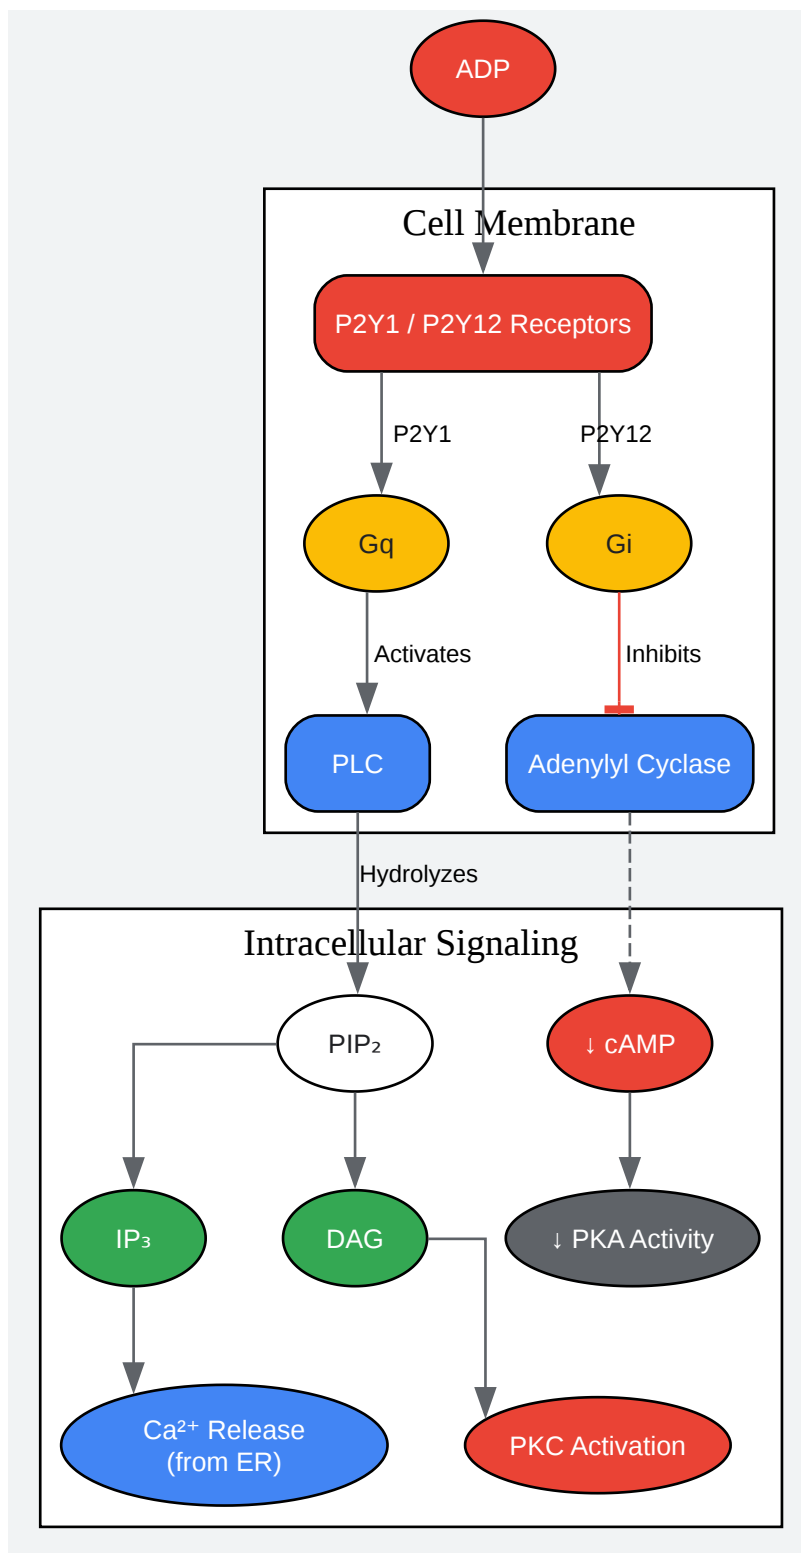 ADP
Cell Membrane
P2Y1 / P2Y12 Receptors
P2Y1
P2Y12
Gq
Gi
Activates
Inhibits
PLC
Adenylyl Cyclase
Hydrolyzes
Intracellular Signaling
PIP₂
↓ cAMP
IP₃
DAG
↓ PKA Activity
Ca²⁺ Release
(from ER)
PKC Activation